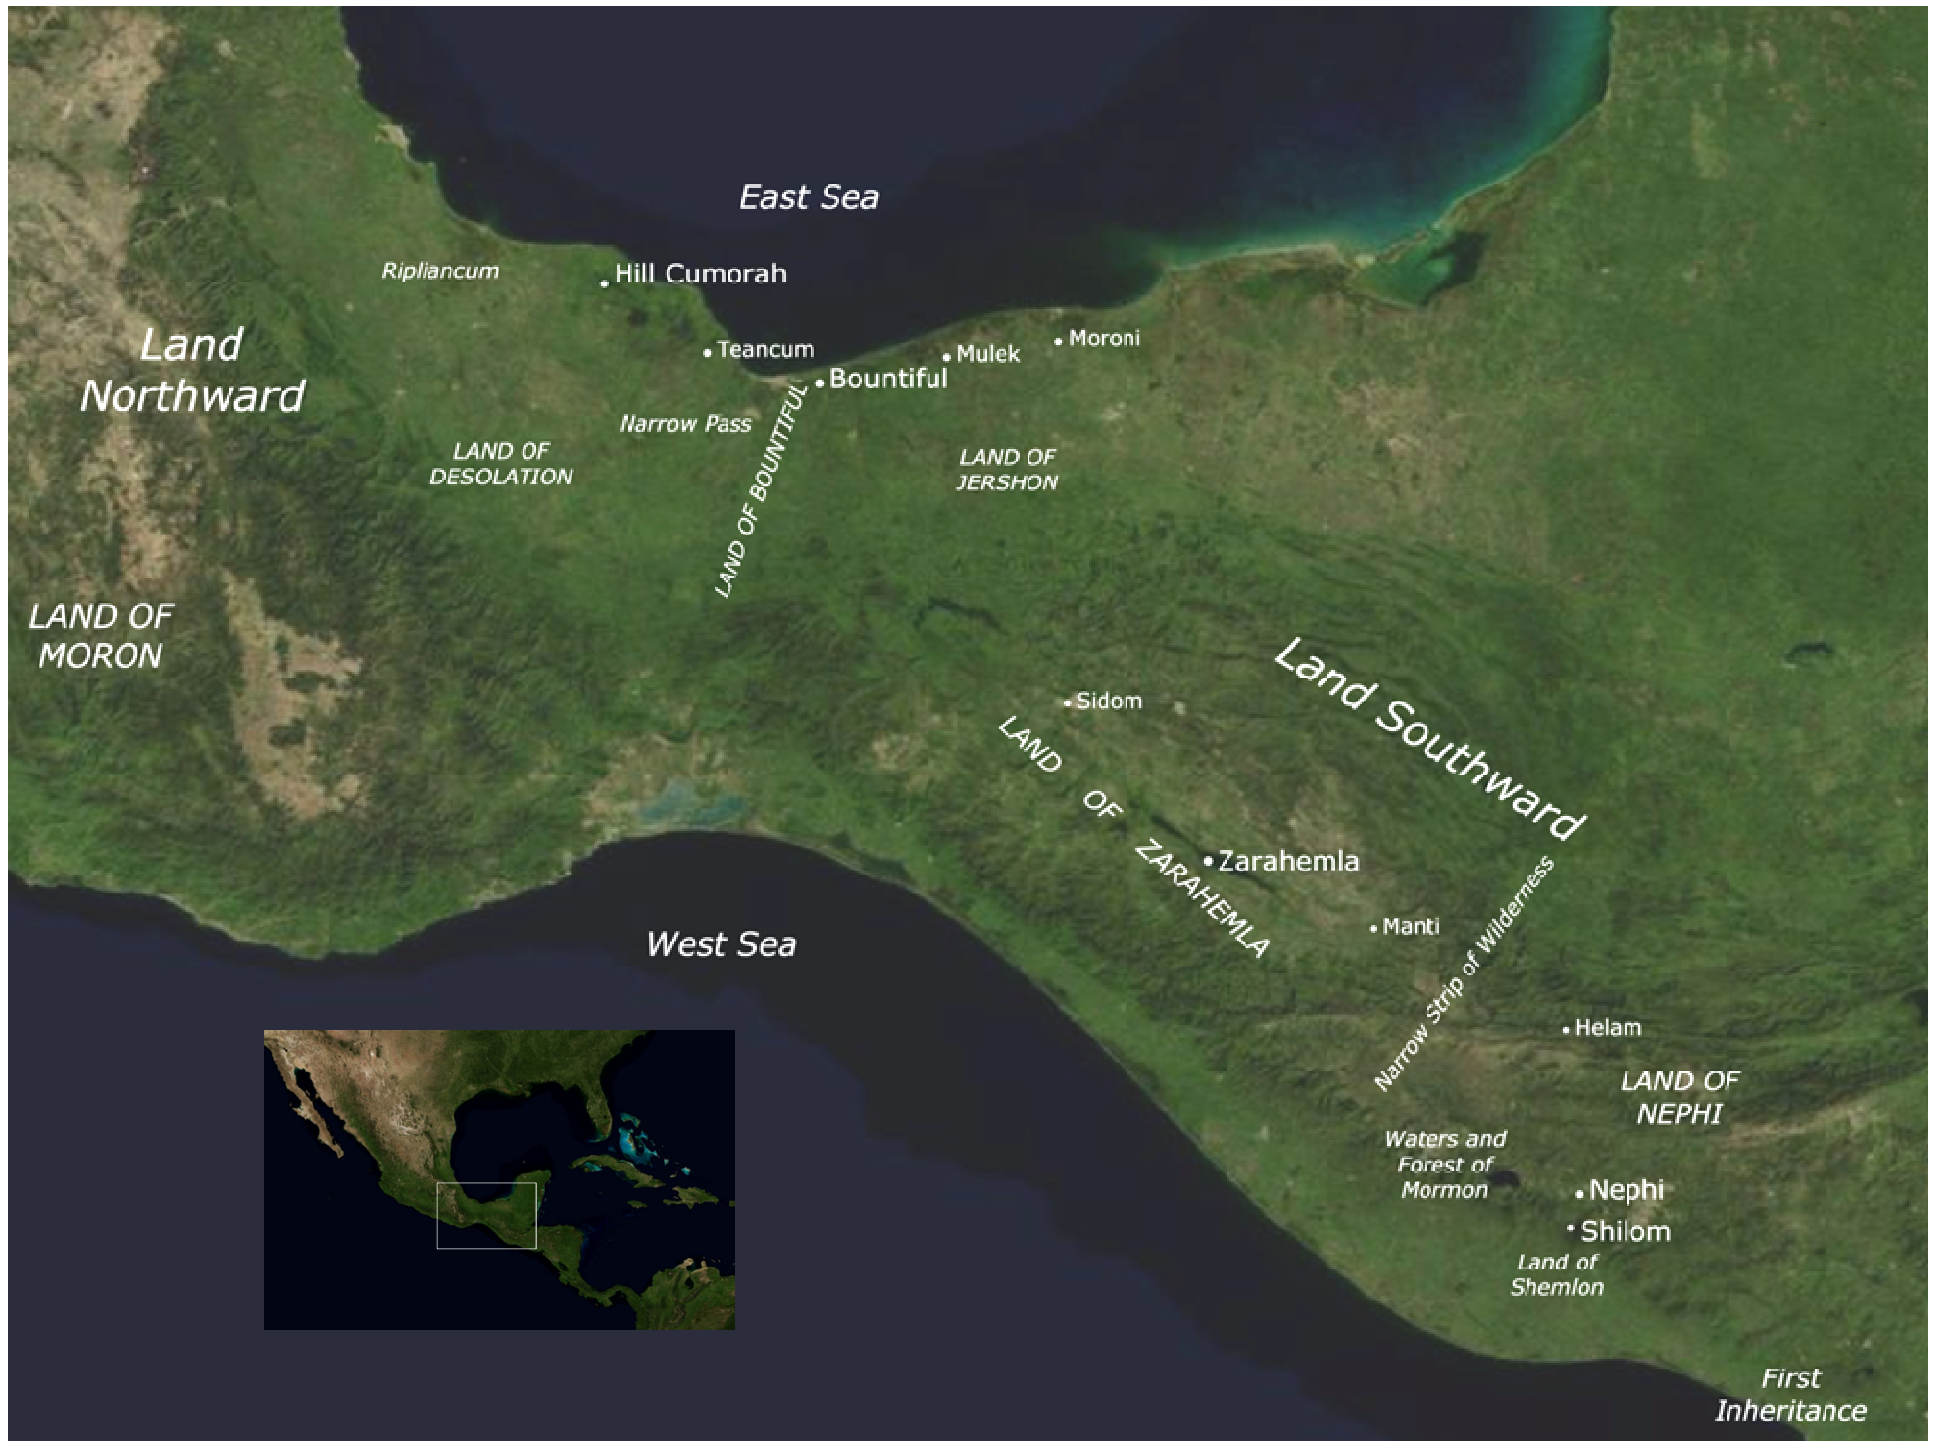 East Sea
Ripliancum
Hill Cumorah
Land
Northward
Teancum
Moroni
Mulek
Bountiful
Narrow Pass
LAND OF
DESOLATION
LAND OF BOUNTIFUL
LAND OF
JERSHON
LAND OF
MORON
Land Southward
Sidom
LAND OF ZARAHEMLA
Zarahemla
Manti
Narrow Strip of Wilderness
West Sea
Helam
LAND OF
NEPHI
Waters and
Forest of
Mormon
Nephi
Shilom
Land of
Shemlon
First
Inheritance